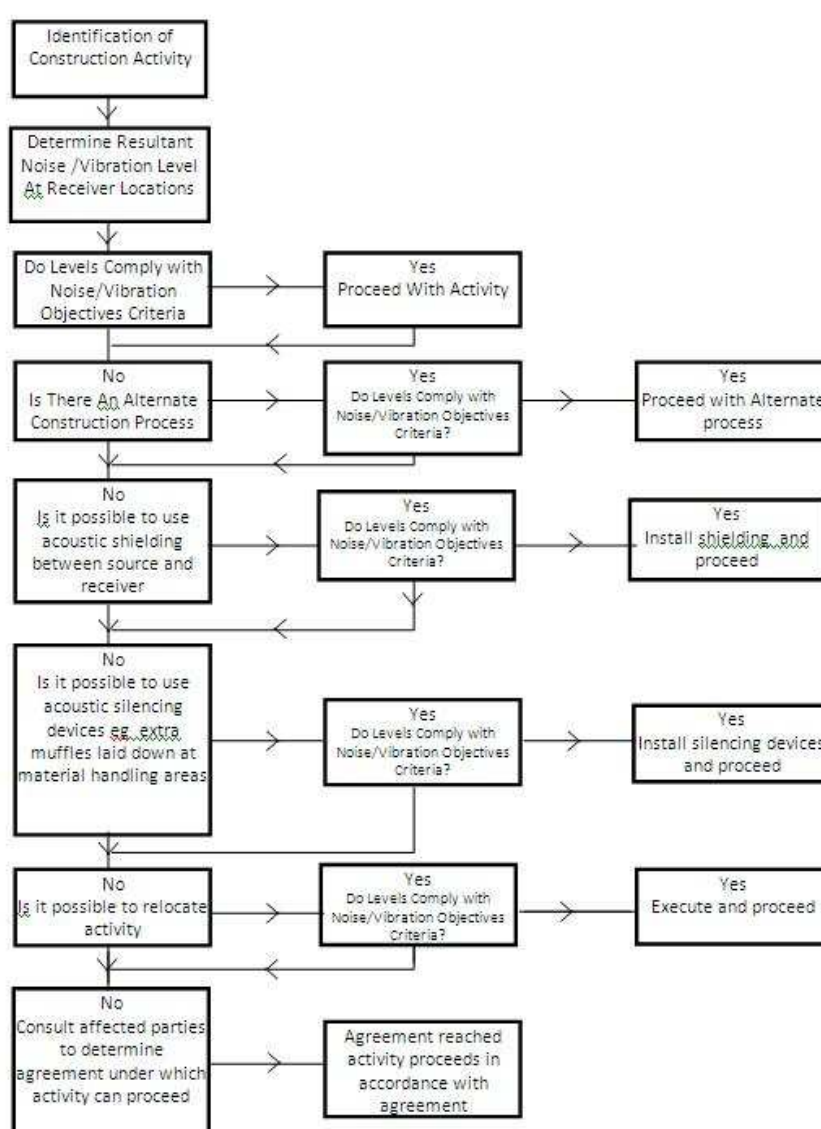 Identification of
Construction Activity
Determine Resultant
Noise /Vibration Level
At Receiver Locations
Do Levels Comply with
Noise/Vibration
Objectives Criteria
Yes
Proceed With Activity
No
Is There An Alternate
Construction Process
Yes
Do Levels Comply with
Noise/Vibration Objectives
Criteria?
Yes
Proceed with Alternate
process
No
Is it possible to use
acoustic shielding
between source and
receiver
Yes
Do Levels Comply with
Noise/Vibration Objectives
Criteria?
Yes
Install shielding and
proceed
No
Is it possible to use
acoustic silencing
devices eg. extra
muffles laid down at
material handling areas
Yes
Do Levels Comply with
Noise/Vibration Objectives
Criteria?
Yes
Install silencing devices
and proceed
No
Is it possible to relocate
activity
Yes
Do Levels Comply with
Noise/Vibration Objectives
Criteria?
Yes
Execute and proceed
No
Consult affected parties
to determine
agreement under which
activity can proceed
Agreement reached
activity proceeds in
accordance with
agreement